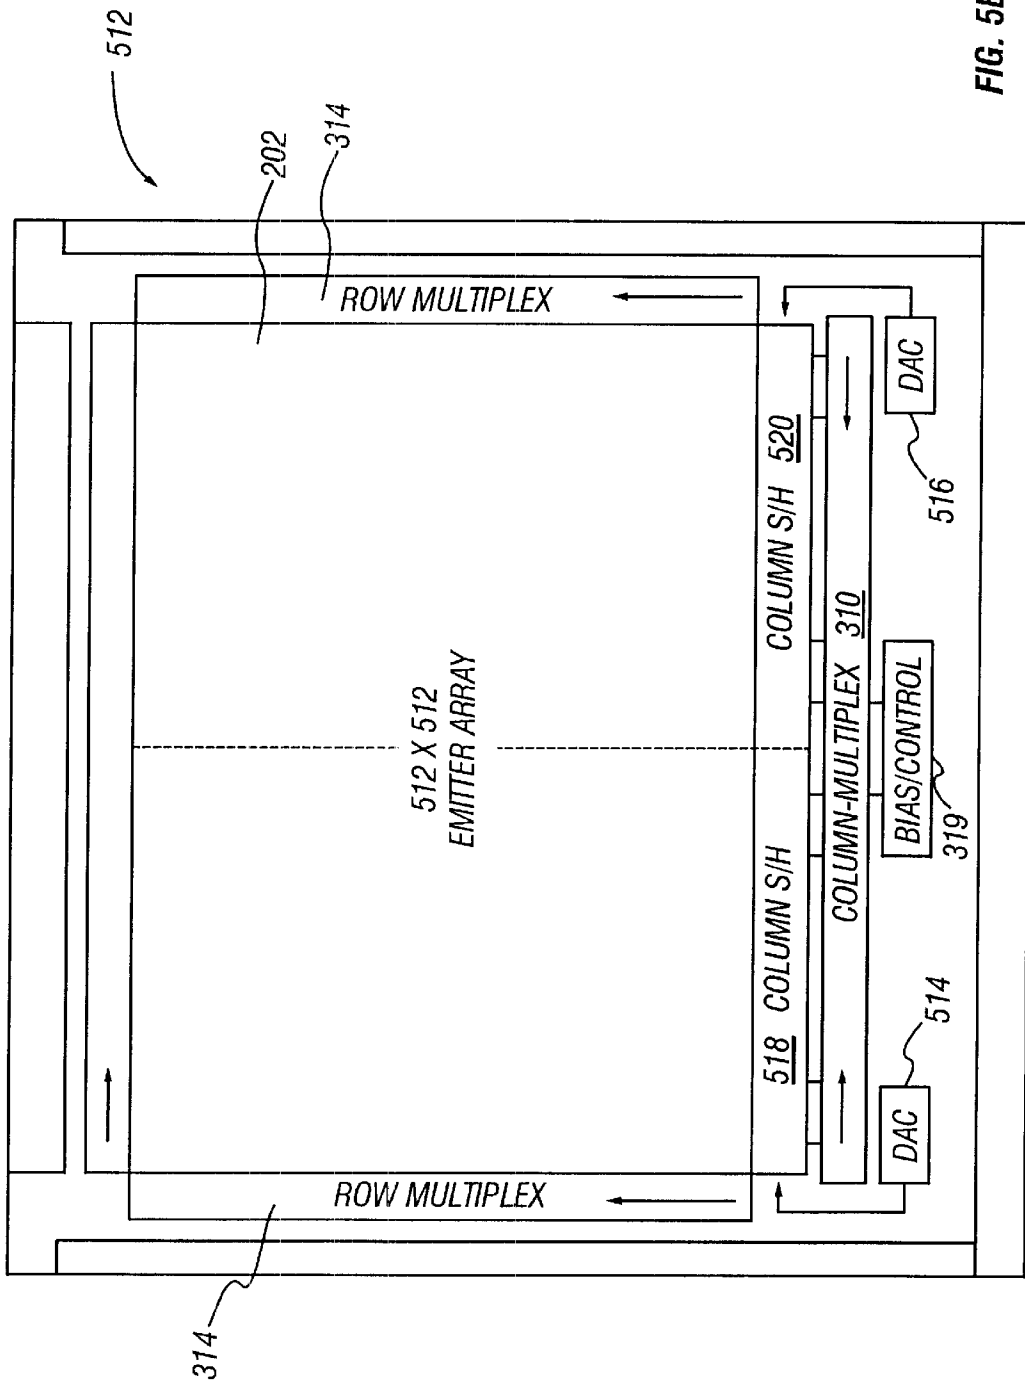 512
314
202
314
ROW MULTIPLEX
ROW MULTIPLEX
512 X 512
EMITTER ARRAY
518 COLUMN S/H
COLUMN S/H 520
COLUMN-MULTIPLEX 310
DAC
BIAS/CONTROL
DAC
514
319
516
FIG. 5B